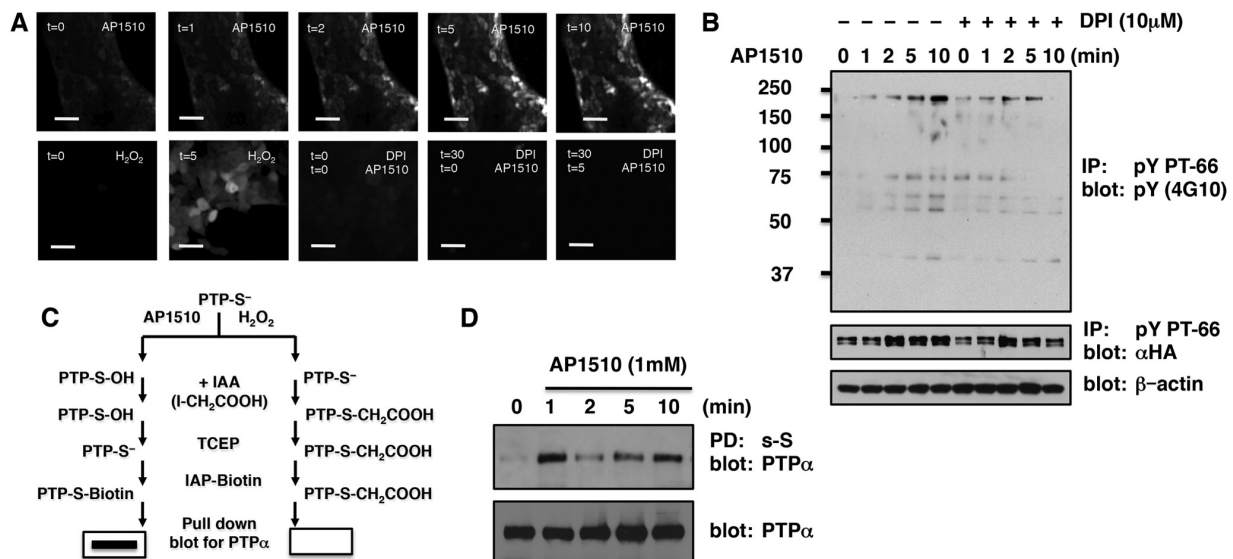 A
t=0 AP1510
t=1 AP1510
t=2 AP1510
t=5 AP1510
t=10 AP1510
t=0 H₂O₂
t=5 H₂O₂
t=0 DPI
t=0 AP1510
t=30 DPI
t=0 AP1510
t=30 DPI
t=5 AP1510
B
− − − − − + + + + + DPI (10μM)
AP1510 0 1 2 5 10 0 1 2 5 10 (min)
250
150
100
75
50
37
IP: pY PT-66
blot: pY (4G10)
IP: pY PT-66
blot: αHA
blot: β−actin
C
PTP-S⁻
AP1510 H₂O₂
PTP-S-OH + IAA PTP-S⁻
(I-CH₂COOH)
PTP-S-OH PTP-S-CH₂COOH
TCEP
PTP-S⁻ PTP-S-CH₂COOH
IAP-Biotin
PTP-S-Biotin PTP-S-CH₂COOH
Pull down
blot for PTPα
D
AP1510 (1mM)
0 1 2 5 10 (min)
PD: s-S
blot: PTPα
blot: PTPα